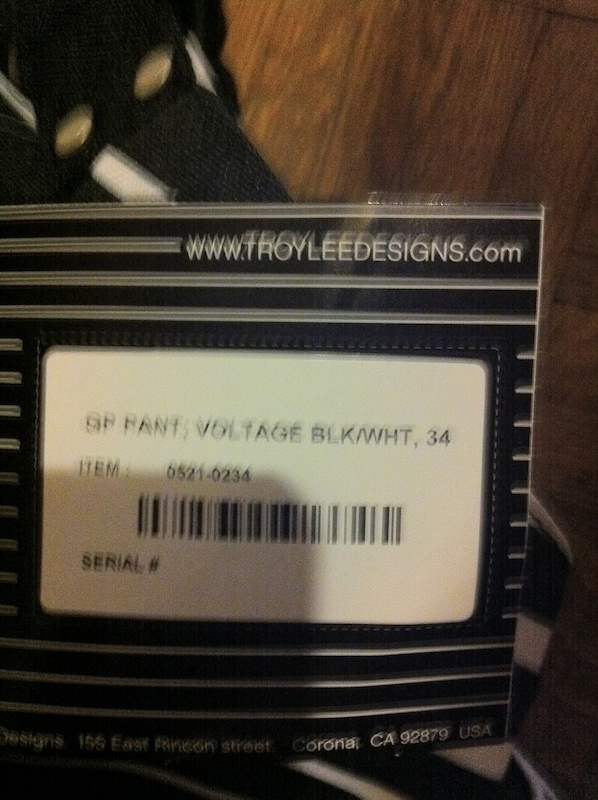 WWW.TROYLEEDESIGNS.com
GP PANT, VOLTAGE BLK/WHT, 34
ITEM : 0521-0234
SERIAL #
Designs. 155 East Rincon street Corona, CA 92879 USA